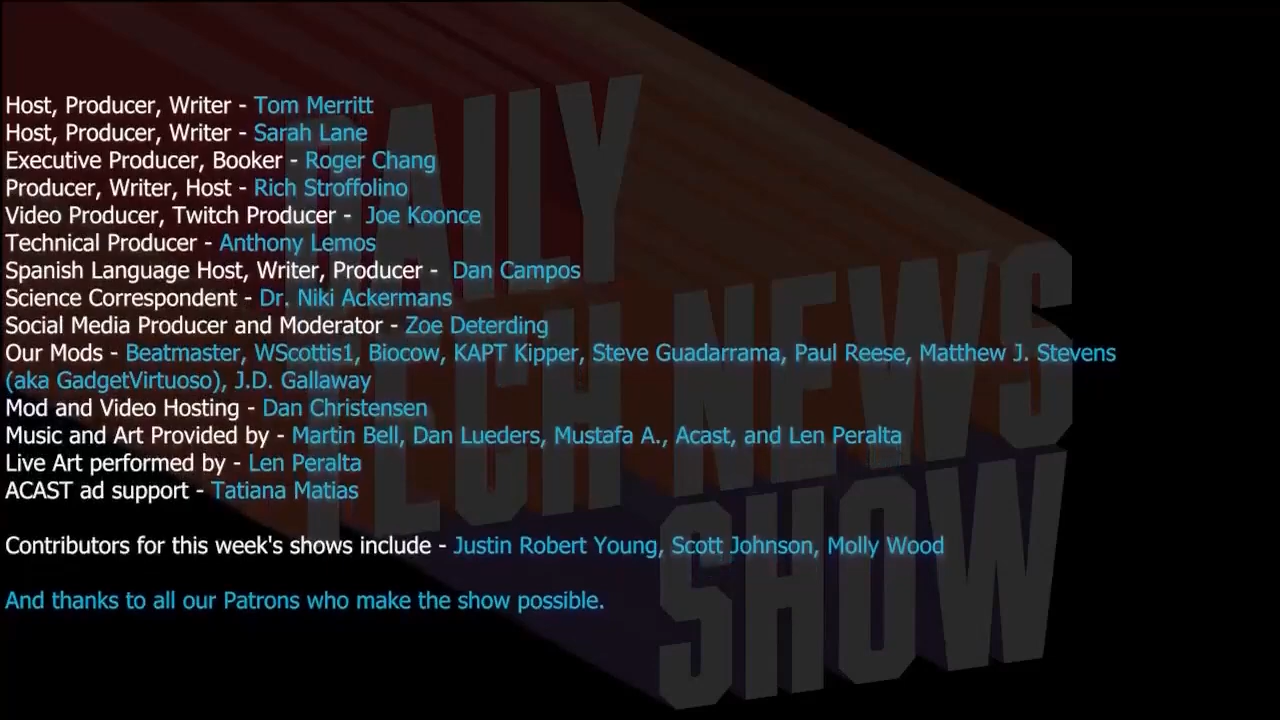 Host, Producer, Writer - Tom Merritt
Host, Producer, Writer - Sarah Lane
Executive Producer, Booker - Roger Chang
Producer, Writer, Host - Rich Stroffolino
Video Producer, Twitch Producer -  Joe Koonce
Technical Producer - Anthony Lemos
Spanish Language Host, Writer, Producer -  Dan Campos
Science Correspondent - Dr. Niki Ackermans
Social Media Producer and Moderator - Zoe Deterding
Our Mods - Beatmaster, WScottis1, Biocow, KAPT Kipper, Steve Guadarrama, Paul Reese, Matthew J. Stevens
(aka GadgetVirtuoso), J.D. Gallaway
Mod and Video Hosting - Dan Christensen
Music and Art Provided by - Martin Bell, Dan Lueders, Mustafa A., Acast, and Len Peralta
Live Art performed by - Len Peralta
ACAST ad support - Tatiana Matias
Contributors for this week's shows include - Justin Robert Young, Scott Johnson, Molly Wood
And thanks to all our Patrons who make the show possible.
DAILY
TECH NEWS
SHOW